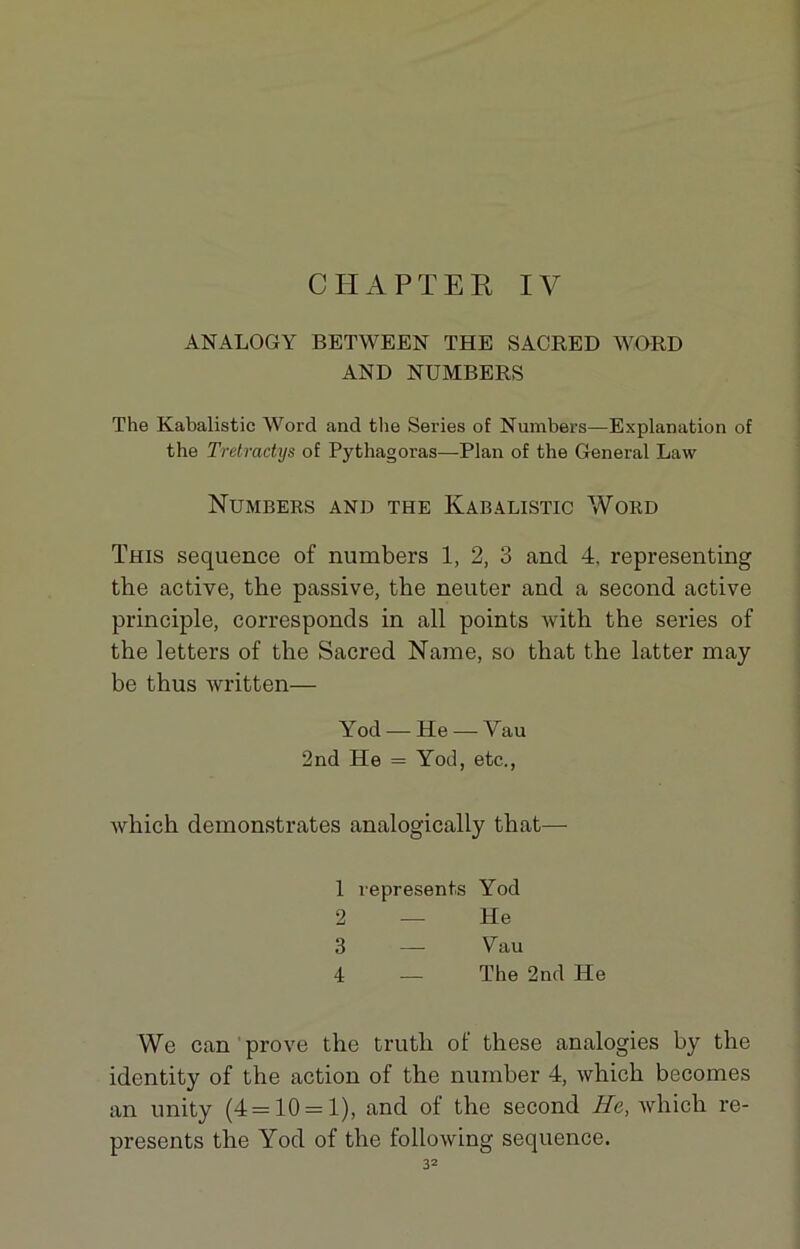 CHAPTER IV
ANALOGY BETWEEN THE SACRED WORD
AND NUMBERS
The Kabalistic Word and the Series of Numbers—Explanation of
the Tretractys of Pythagoras—Plan of the General Law
Numbers and the Kabalistic Word
This sequence of numbers 1, 2, 3 and 4, representing
the active, the passive, the neuter and a second active
principle, corresponds in all points with the series of
the letters of the Sacred Name, so that the latter may
be thus written—
Yod — He — Vau
2nd He = Yod, etc.,
which demonstrates analogically that—
1 represents Yod
2 — He
3 — Vau
4 — The 2nd He
We can prove the truth of these analogies by the
identity of the action of the number 4, which becomes
an unity (4=10=1), and of the second He, which re-
presents the Yod of the following sequence.
32